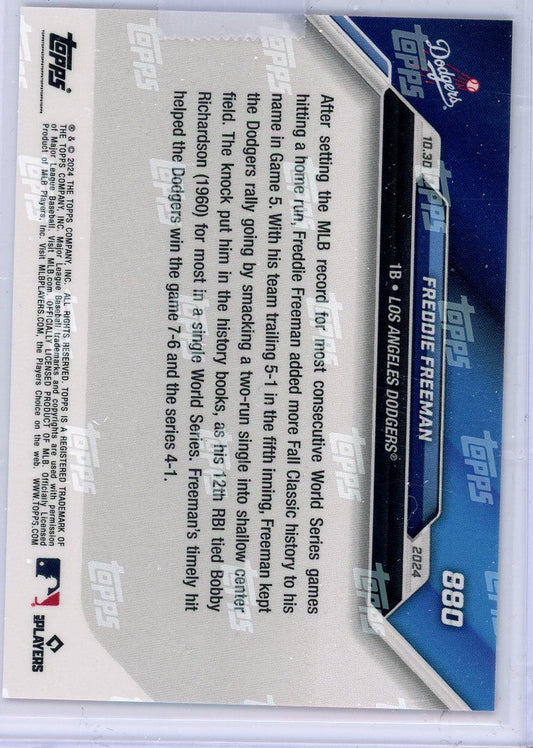 Dodgers
10.30
2024
880
FREDDIE FREEMAN
1B • LOS ANGELES DODGERS®
After setting the MLB record for most consecutive World Series games
hitting a home run, Freddie Freeman added more Fall Classic history to his
name in Game 5. With his team trailing 5-1 in the fifth inning, Freeman kept
the Dodgers rally going by smacking a two-run single into shallow center
field. The knock put him in the history books, as his 12th RBI tied Bobby
Richardson (1960) for most in a single World Series. Freeman's timely hit
helped the Dodgers win the game 7-6 and the series 4-1.
topps®
® & © 2024 THE TOPPS COMPANY, INC. ALL RIGHTS RESERVED. TOPPS IS A REGISTERED TRADEMARK OF
THE TOPPS COMPANY, INC. Major League Baseball trademarks and copyrights are used with permission
of Major League Baseball. Visit MLB.com. OFFICIALLY LICENSED PRODUCT OF MLB. Officially Licensed
Product of MLB Players, Inc. Visit MLBPLAYERS.COM, the Players Choice on the web. WWW.TOPPS.COM
PLAYERS